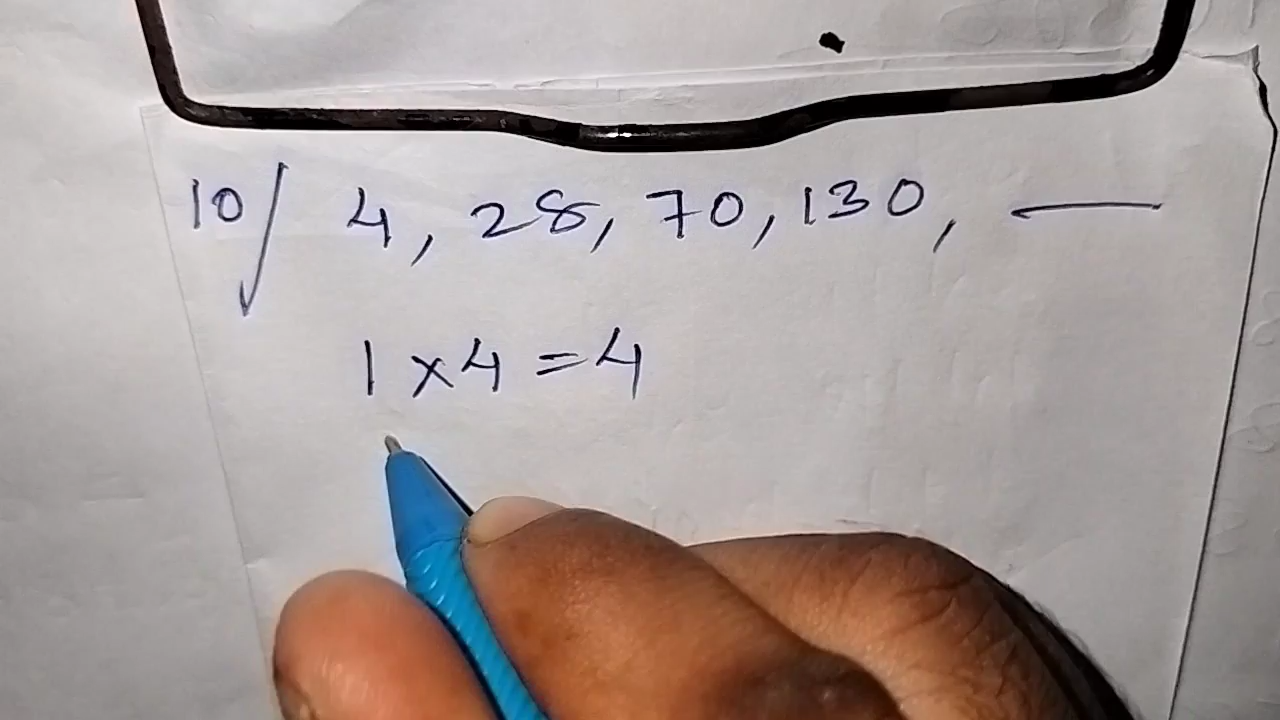 10/ 4, 28, 70, 130, —
1 × 4 = 4